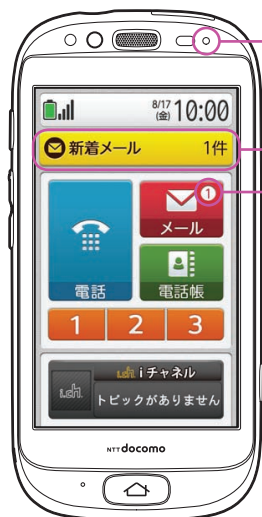 8/17
(金) 10:00
新着メール 1件
1
メール
電話
電話帳
1 2 3
i.ch iチャネル
i.ch
トピックがありません
NTT docomo